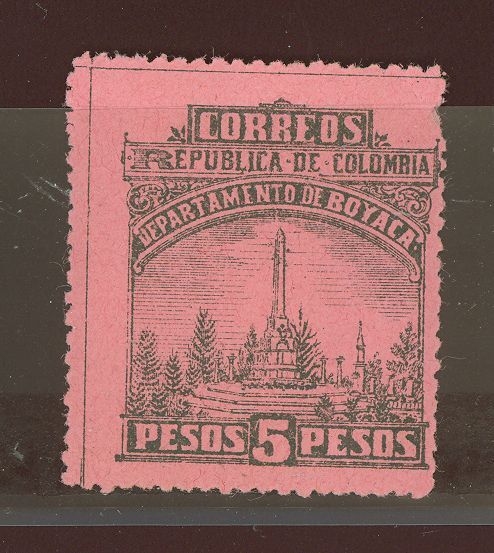 CORREOS
REPUBLICA · DE · COLOMBIA
DEPARTAMENTO DE BOYACA ·
PESOS 5 PESOS